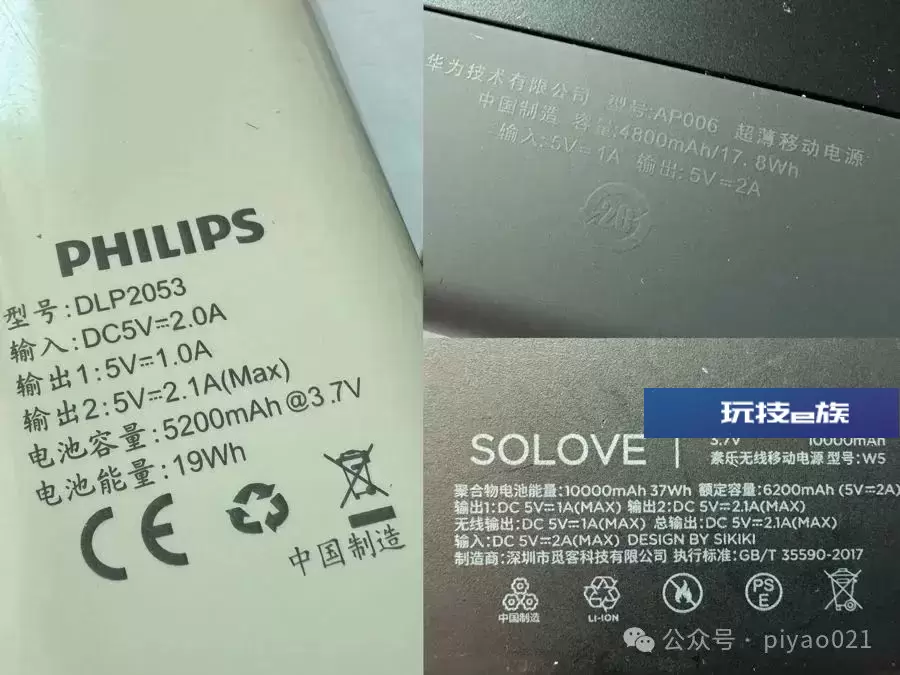 PHILIPS
型号:DLP2053
输入:DC5V⎓2.0A
输出1:5V⎓1.0A
输出2:5V⎓2.1A(Max)
电池容量:5200mAh@3.7V
电池能量:19Wh
CE
中国制造
华为技术有限公司 型号:AP006 超薄移动电源
中国制造 容量:4800mAh/17.8Wh
输入:5V⎓1A 输出:5V⎓2A
玩技e族
SOLOVE
3.7V 10000mAh
素乐无线移动电源 型号:W5
聚合物电池能量:10000mAh 37Wh 额定容量:6200mAh (5V⎓2A)
输出1:DC 5V⎓1A(MAX) 输出2:DC 5V⎓2.1A(MAX)
无线输出:DC 5V⎓1A(MAX) 总输出:DC 5V⎓2.1A(MAX)
输入:DC 5V⎓2A(MAX) DESIGN BY SIKIKI
制造商:深圳市觅客科技有限公司 执行标准:GB/T 35590-2017
PS
E
中国制造
LI-ION
公众号·piyao021